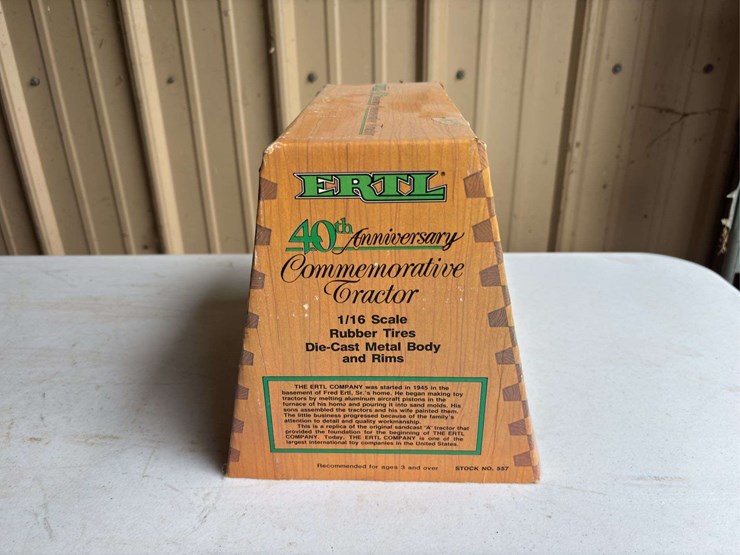 ERTL®
40th Anniversary
Commemorative
Tractor
1/16 Scale
Rubber Tires
Die-Cast Metal Body
and Rims
THE ERTL COMPANY was started in 1945 in the
basement of Fred Ertl, Sr.'s home. He began making toy
tractors by melting aluminum aircraft pistons in the
furnace of his home and pouring it into sand molds. His
sons assembled the tractors and his wife painted them.
The little business progressed because of the family's
attention to detail and quality workmanship.
This is a replica of the original sandcast "A" tractor that
provided the foundation for the beginning of THE ERTL
COMPANY. Today, THE ERTL COMPANY is one of the
largest international toy companies in the United States.
Recommended for ages 3 and over
STOCK NO. 557